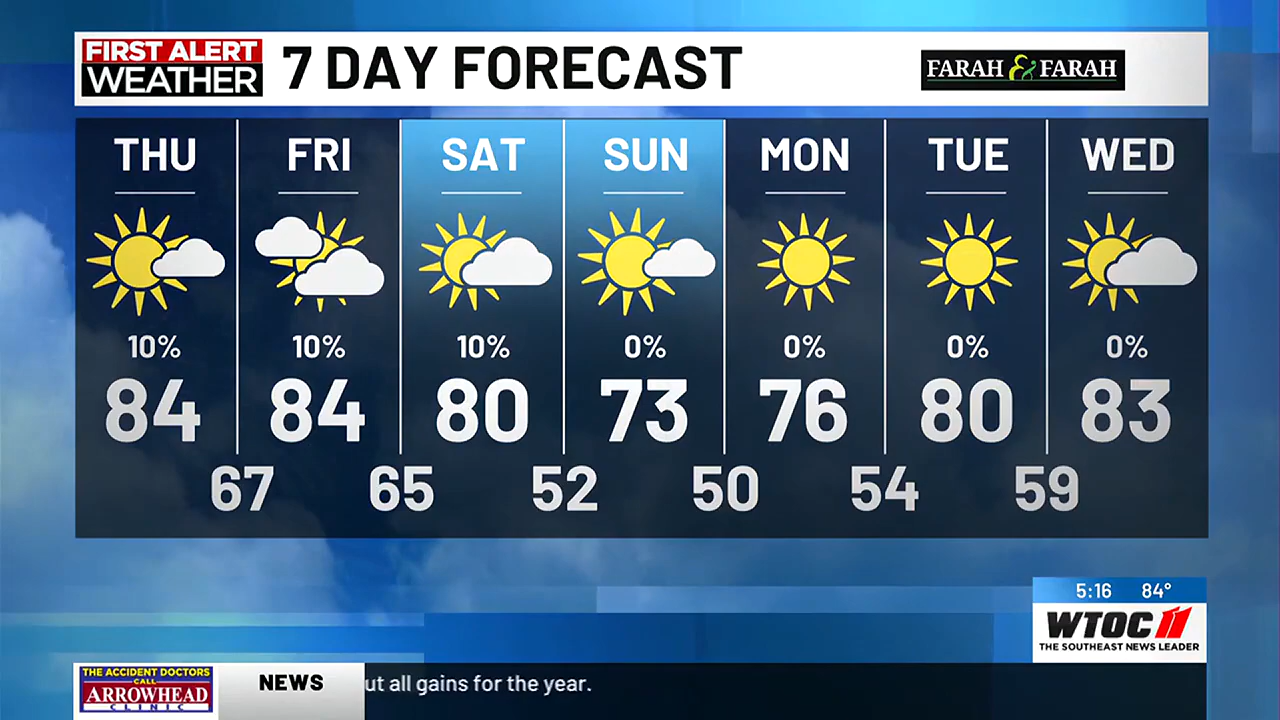 FIRST ALERT
WEATHER
7 DAY FORECAST
FARAH & FARAH
THU FRI SAT SUN MON TUE WED
10% 10% 10% 0% 0% 0% 0%
84 84 80 73 76 80 83
67 65 52 50 54 59
5:16 84°
WTOC 11
THE SOUTHEAST NEWS LEADER
THE ACCIDENT DOCTORS
CALL
ARROWHEAD
CLINIC
NEWS
ut all gains for the year.